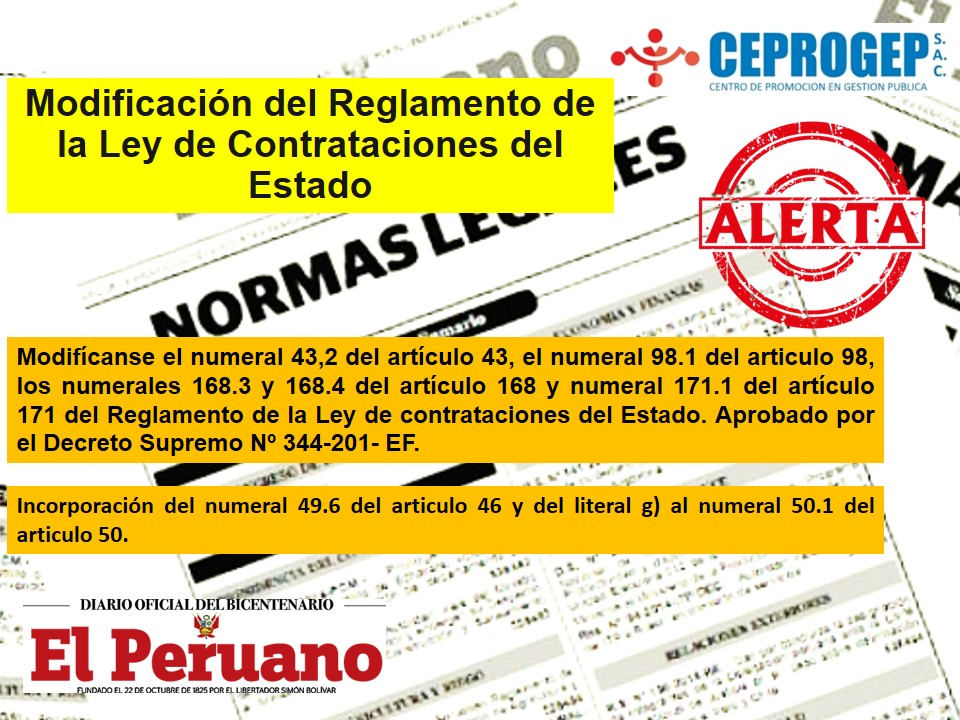 CEPROGEP S.A.C.
CENTRO DE PROMOCION EN GESTION PUBLICA
Modificación del Reglamento de
la Ley de Contrataciones del
Estado
ALERTA
NORMAS LEGALES
Sumario
ECONOMIA Y FINANZAS
Modifícanse el numeral 43,2 del artículo 43, el numeral 98.1 del articulo 98,
los numerales 168.3 y 168.4 del artículo 168 y numeral 171.1 del artículo
171 del Reglamento de la Ley de contrataciones del Estado. Aprobado por
el Decreto Supremo Nº 344-201- EF.
Incorporación del numeral 49.6 del articulo 46 y del literal g) al numeral 50.1 del
articulo 50.
RELACIONES EXTERIORES
DIARIO OFICIAL DEL BICENTENARIO
El Peruano
FUNDADO EL 22 DE OCTUBRE DE 1825 POR EL LIBERTADOR SIMÓN BOLÍVAR